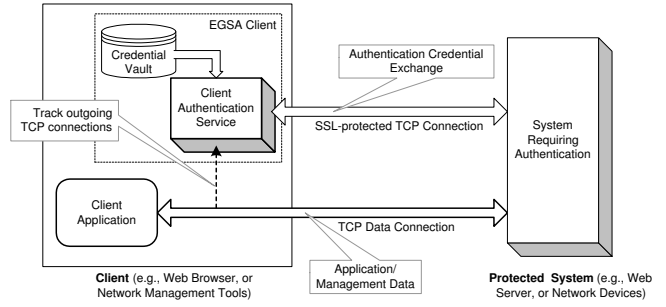 EGSA Client
Credential
Vault
Client
Authentication
Service
Authentication Credential
Exchange
SSL-protected TCP Connection
System
Requiring
Authentication
Track outgoing
TCP connections
Client
Application
TCP Data Connection
Application/
Management Data
Client (e.g., Web Browser, or
Network Management Tools)
Protected System (e.g., Web
Server, or Network Devices)